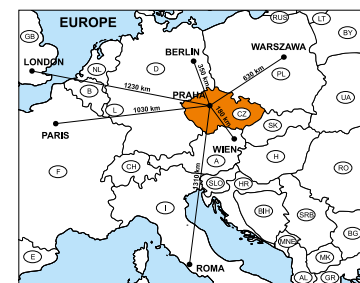 EUROPE
RUS
LT
GB
BY
BERLIN
WARSZAWA
LONDON
NL
D
350 km
630 km
PL
B
1230 km
PRAHA
UA
L
1030 km
180 km
CZ
PARIS
SK
WIEN
F
CH
A
H
RO
1310 km
SLO
HR
I
BIH
SRB
BG
MNE
E
MK
ROMA
AL
GR